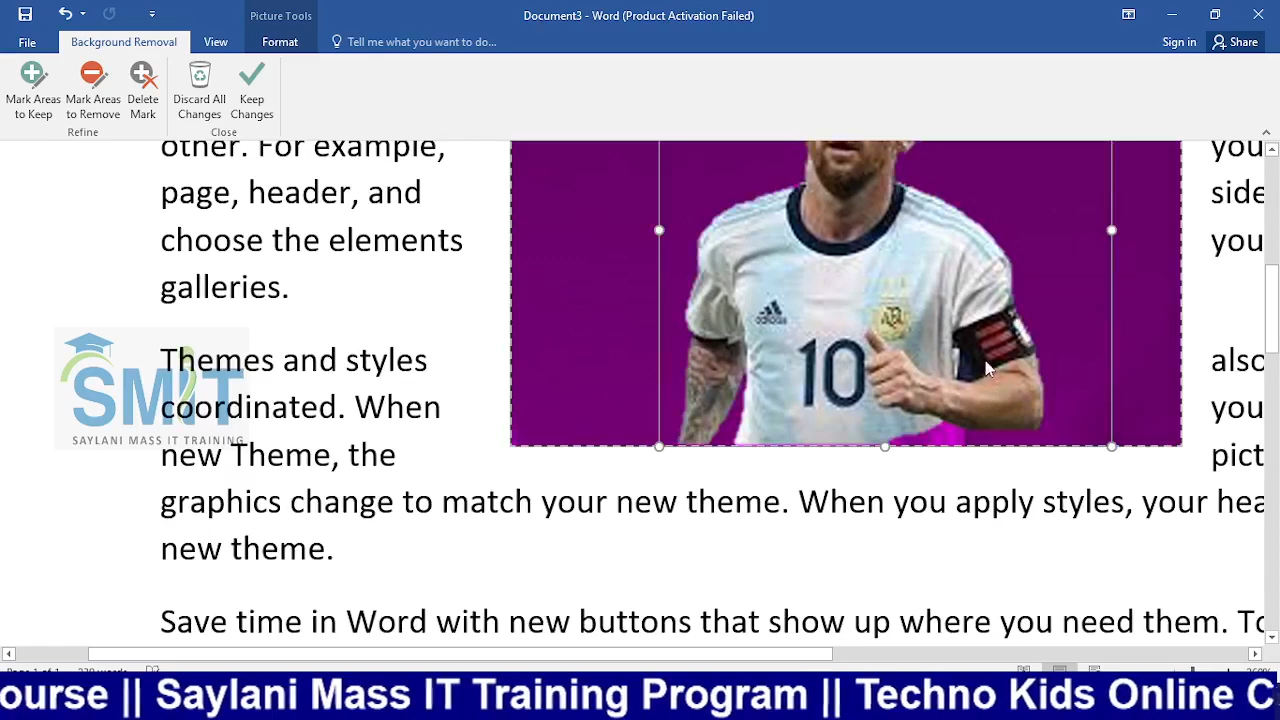 Picture Tools
Document3 - Word (Product Activation Failed)
File
Background Removal
View
Format
Tell me what you want to do...
Sign in
Share
Mark Areas to Keep
Mark Areas to Remove
Delete Mark
Discard All Changes
Keep Changes
Refine
Close
other. For example,
you
page, header, and
side
choose the elements
you
galleries.
adidas
10
Themes and styles
also
coordinated. When
you
new Theme, the
pict
SMIT
SAYLANI MASS IT TRAINING
graphics change to match your new theme. When you apply styles, your hea
new theme.
Save time in Word with new buttons that show up where you need them. To
ourse || Saylani Mass IT Training Program || Techno Kids Online C